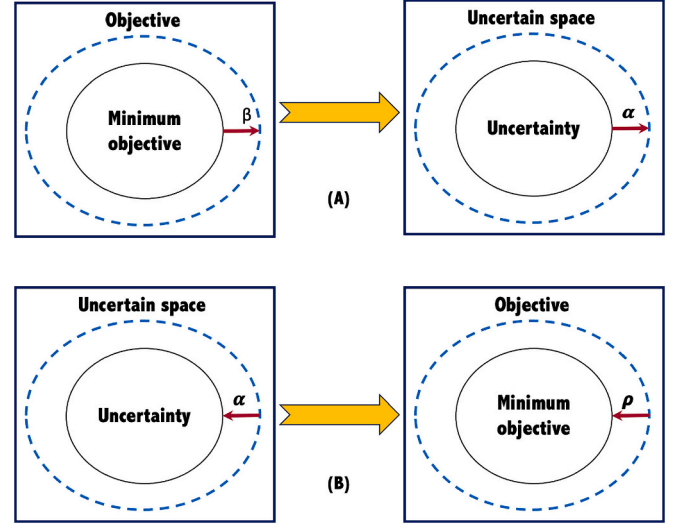 Objective
Minimum
objective
β
Uncertain space
Uncertainty
α
(A)
Uncertain space
Uncertainty
α
Objective
Minimum
objective
ρ
(B)